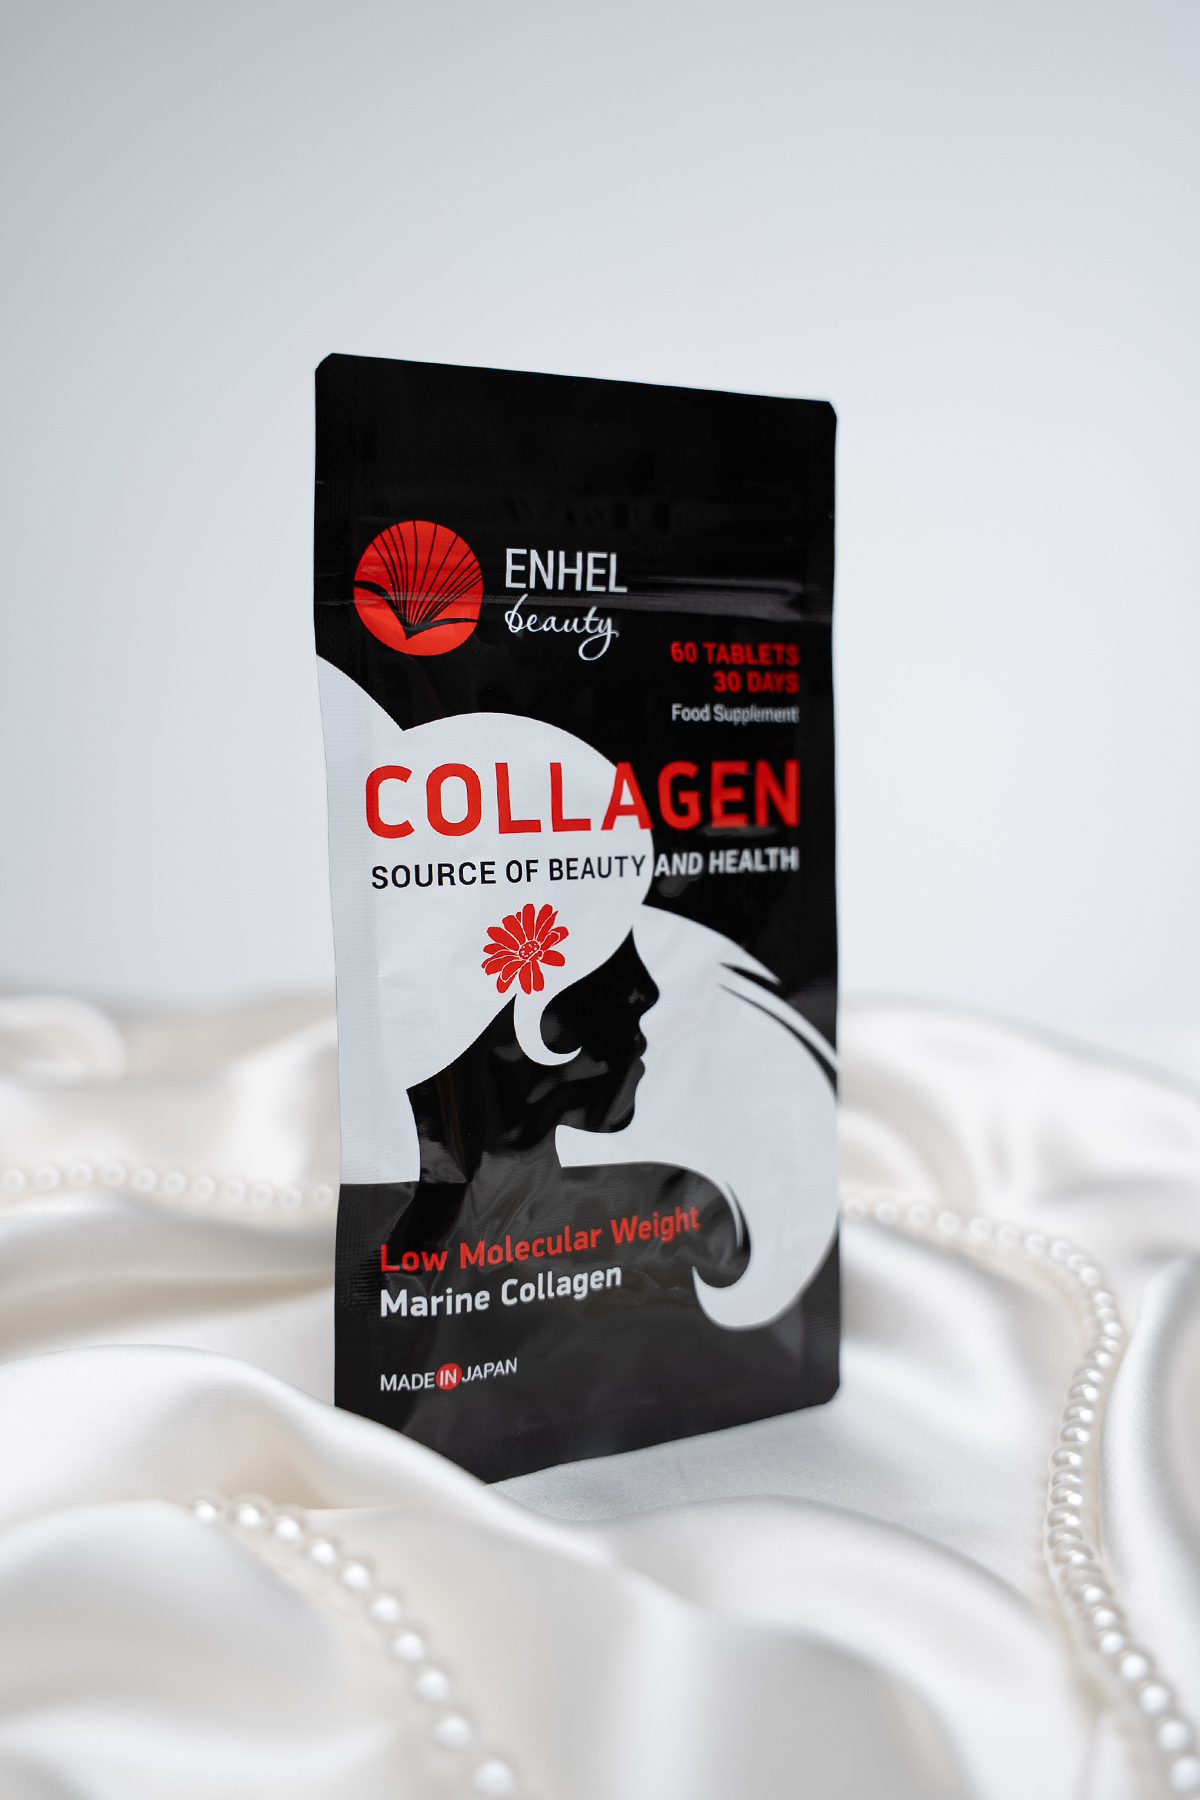 ENHEL
beauty
60 TABLETS
30 DAYS
Food Supplement
COLLAGEN
SOURCE OF BEAUTY AND HEALTH
Low Molecular Weight
Marine Collagen
MADE IN JAPAN